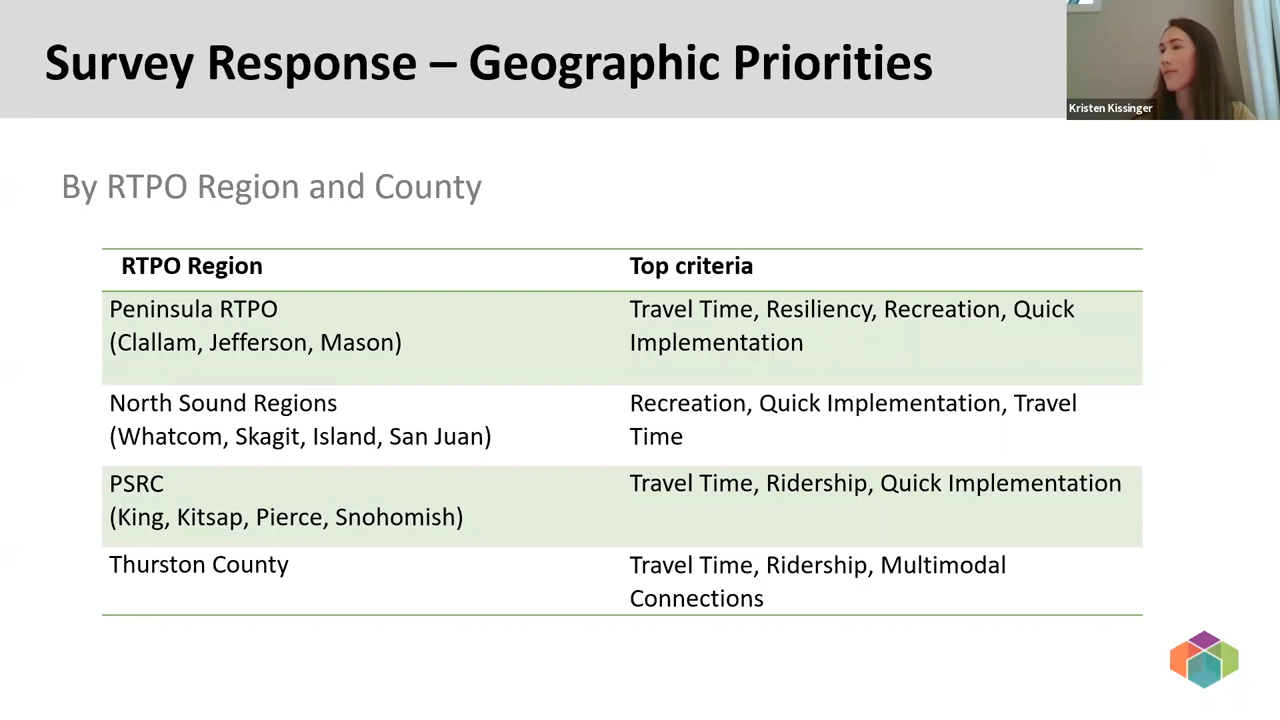 Survey Response – Geographic Priorities
Kristen Kissinger
By RTPO Region and County
RTPO Region
Top criteria
Peninsula RTPO
(Clallam, Jefferson, Mason)
Travel Time, Resiliency, Recreation, Quick
Implementation
North Sound Regions
(Whatcom, Skagit, Island, San Juan)
Recreation, Quick Implementation, Travel
Time
PSRC
(King, Kitsap, Pierce, Snohomish)
Travel Time, Ridership, Quick Implementation
Thurston County
Travel Time, Ridership, Multimodal
Connections